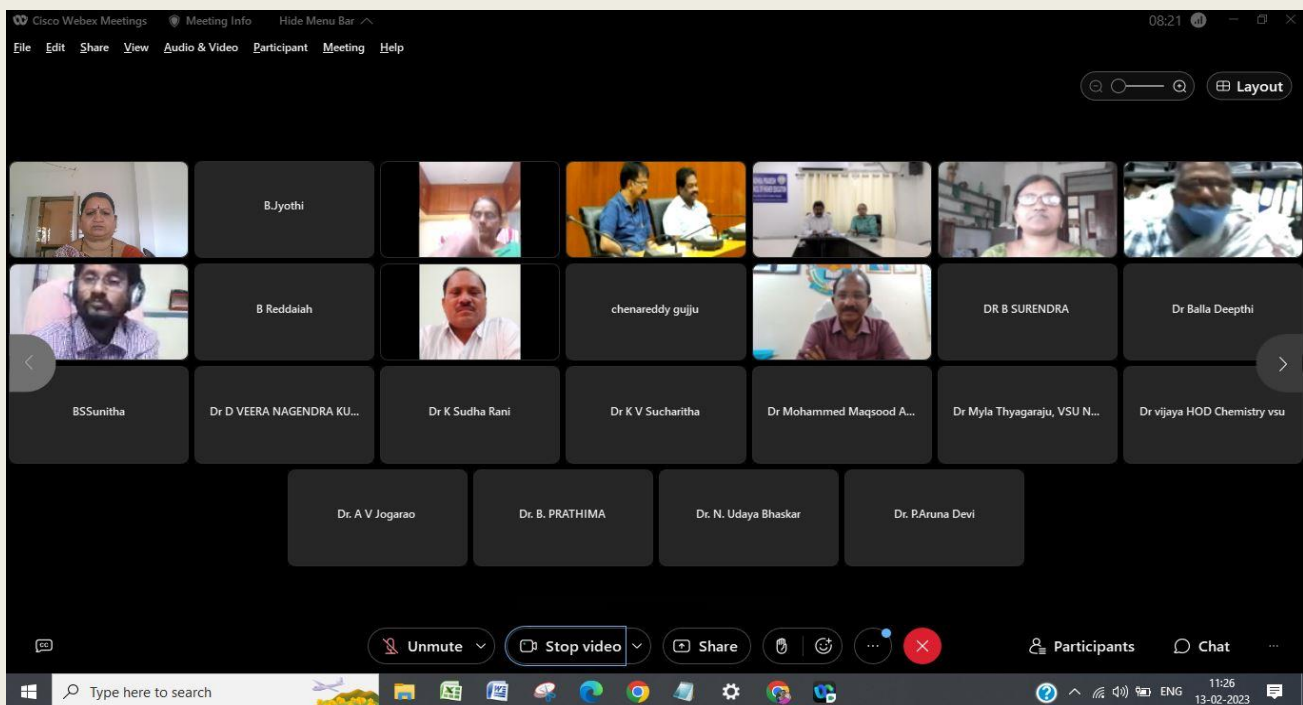 Cisco Webex Meetings Meeting Info Hide Menu Bar 08:21
File Edit Share View Audio & Video Participant Meeting Help
Layout
B.Jyothi
B Reddaiah
chenareddy gujju
DR B SURENDRA
Dr Balla Deepthi
BSSunitha
Dr D VEERA NAGENDRA KU...
Dr K Sudha Rani
Dr K V Sucharitha
Dr Mohammed Maqsood A...
Dr Myla Thyagaraju, VSU N...
Dr vijaya HOD Chemistry vsu
Dr. A V Jogarao
Dr. B. PRATHIMA
Dr. N. Udaya Bhaskar
Dr. P.Aruna Devi
CC
Unmute
Stop video
Share
Participants
Chat
Type here to search
ENG
11:26
13-02-2023